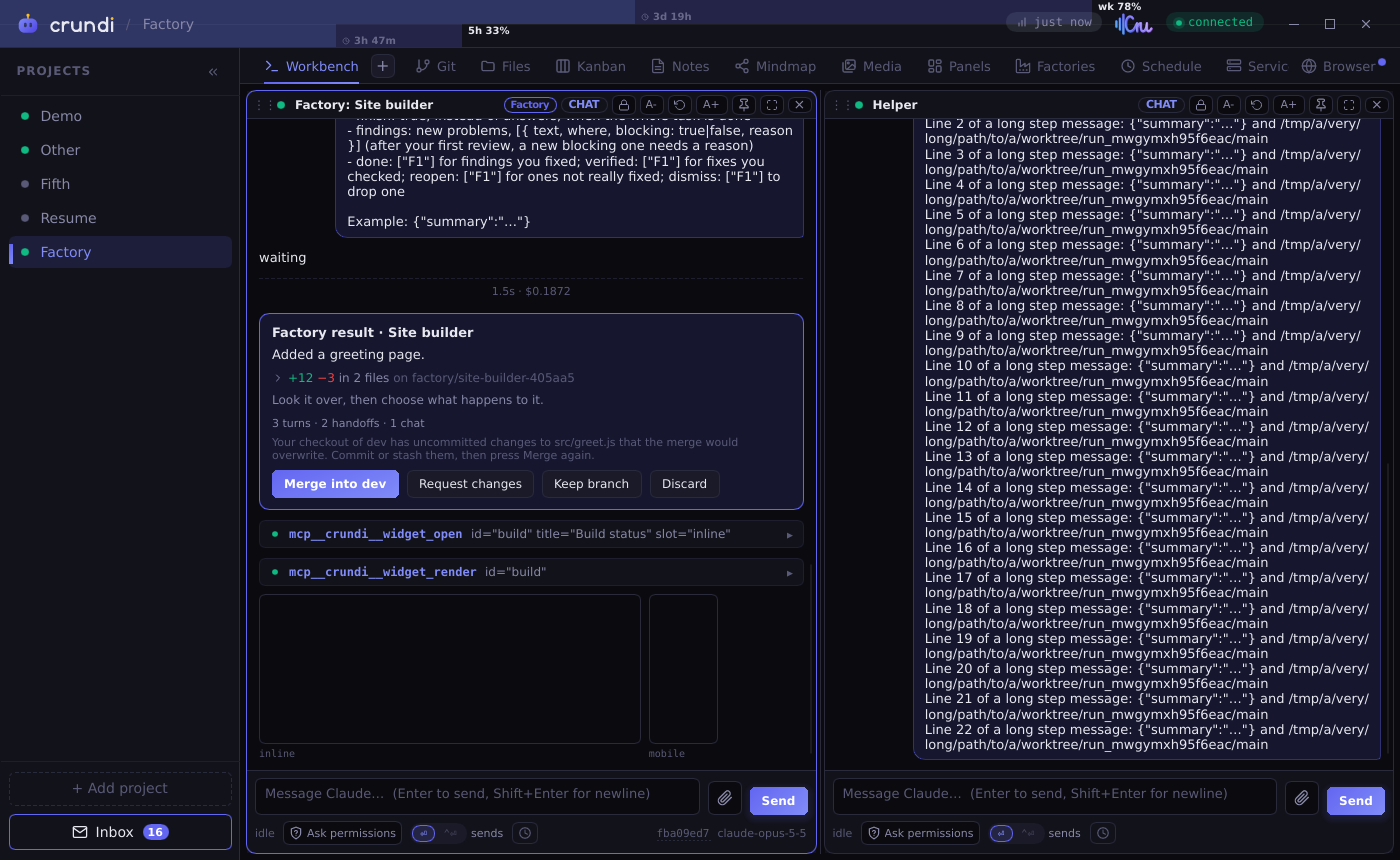 crundi / Factory
3d 19h
3h 47m
5h 33%
wk 78%
just now
Cru
connected
PROJECTS
Workbench
Git
Files
Kanban
Notes
Mindmap
Media
Panels
Factories
Schedule
Servic
Browser
Demo
Other
Fifth
Resume
Factory
+ Add project
Inbox 16
Factory: Site builder
Factory
CHAT
A-
A+
- findings: new problems, [{ text, where, blocking: true|false, reason
}] (after your first review, a new blocking one needs a reason)
- done: ["F1"] for findings you fixed; verified: ["F1"] for fixes you
checked; reopen: ["F1"] for ones not really fixed; dismiss: ["F1"] to
drop one
Example: {"summary":"…"}
waiting
1.5s · $0.1872
Factory result · Site builder
Added a greeting page.
+12 −3 in 2 files on factory/site-builder-405aa5
Look it over, then choose what happens to it.
3 turns · 2 handoffs · 1 chat
Your checkout of dev has uncommitted changes to src/greet.js that the merge would
overwrite. Commit or stash them, then press Merge again.
Merge into dev
Request changes
Keep branch
Discard
mcp__crundi__widget_open id="build" title="Build status" slot="inline"
mcp__crundi__widget_render id="build"
inline
mobile
Message Claude… (Enter to send, Shift+Enter for newline)
Send
idle
Ask permissions
sends
fba09ed7 claude-opus-5-5
Helper
CHAT
A-
A+
Line 2 of a long step message: {"summary":"…"} and /tmp/a/very/
long/path/to/a/worktree/run_mwgymxh95f6eac/main
Line 3 of a long step message: {"summary":"…"} and /tmp/a/very/
long/path/to/a/worktree/run_mwgymxh95f6eac/main
Line 4 of a long step message: {"summary":"…"} and /tmp/a/very/
long/path/to/a/worktree/run_mwgymxh95f6eac/main
Line 5 of a long step message: {"summary":"…"} and /tmp/a/very/
long/path/to/a/worktree/run_mwgymxh95f6eac/main
Line 6 of a long step message: {"summary":"…"} and /tmp/a/very/
long/path/to/a/worktree/run_mwgymxh95f6eac/main
Line 7 of a long step message: {"summary":"…"} and /tmp/a/very/
long/path/to/a/worktree/run_mwgymxh95f6eac/main
Line 8 of a long step message: {"summary":"…"} and /tmp/a/very/
long/path/to/a/worktree/run_mwgymxh95f6eac/main
Line 9 of a long step message: {"summary":"…"} and /tmp/a/very/
long/path/to/a/worktree/run_mwgymxh95f6eac/main
Line 10 of a long step message: {"summary":"…"} and /tmp/a/very/
long/path/to/a/worktree/run_mwgymxh95f6eac/main
Line 11 of a long step message: {"summary":"…"} and /tmp/a/very/
long/path/to/a/worktree/run_mwgymxh95f6eac/main
Line 12 of a long step message: {"summary":"…"} and /tmp/a/very/
long/path/to/a/worktree/run_mwgymxh95f6eac/main
Line 13 of a long step message: {"summary":"…"} and /tmp/a/very/
long/path/to/a/worktree/run_mwgymxh95f6eac/main
Line 14 of a long step message: {"summary":"…"} and /tmp/a/very/
long/path/to/a/worktree/run_mwgymxh95f6eac/main
Line 15 of a long step message: {"summary":"…"} and /tmp/a/very/
long/path/to/a/worktree/run_mwgymxh95f6eac/main
Line 16 of a long step message: {"summary":"…"} and /tmp/a/very/
long/path/to/a/worktree/run_mwgymxh95f6eac/main
Line 17 of a long step message: {"summary":"…"} and /tmp/a/very/
long/path/to/a/worktree/run_mwgymxh95f6eac/main
Line 18 of a long step message: {"summary":"…"} and /tmp/a/very/
long/path/to/a/worktree/run_mwgymxh95f6eac/main
Line 19 of a long step message: {"summary":"…"} and /tmp/a/very/
long/path/to/a/worktree/run_mwgymxh95f6eac/main
Line 20 of a long step message: {"summary":"…"} and /tmp/a/very/
long/path/to/a/worktree/run_mwgymxh95f6eac/main
Line 21 of a long step message: {"summary":"…"} and /tmp/a/very/
long/path/to/a/worktree/run_mwgymxh95f6eac/main
Line 22 of a long step message: {"summary":"…"} and /tmp/a/very/
long/path/to/a/worktree/run_mwgymxh95f6eac/main
Message Claude… (Enter to send, Shift+Enter for newline)
Send
idle
Ask permissions
sends